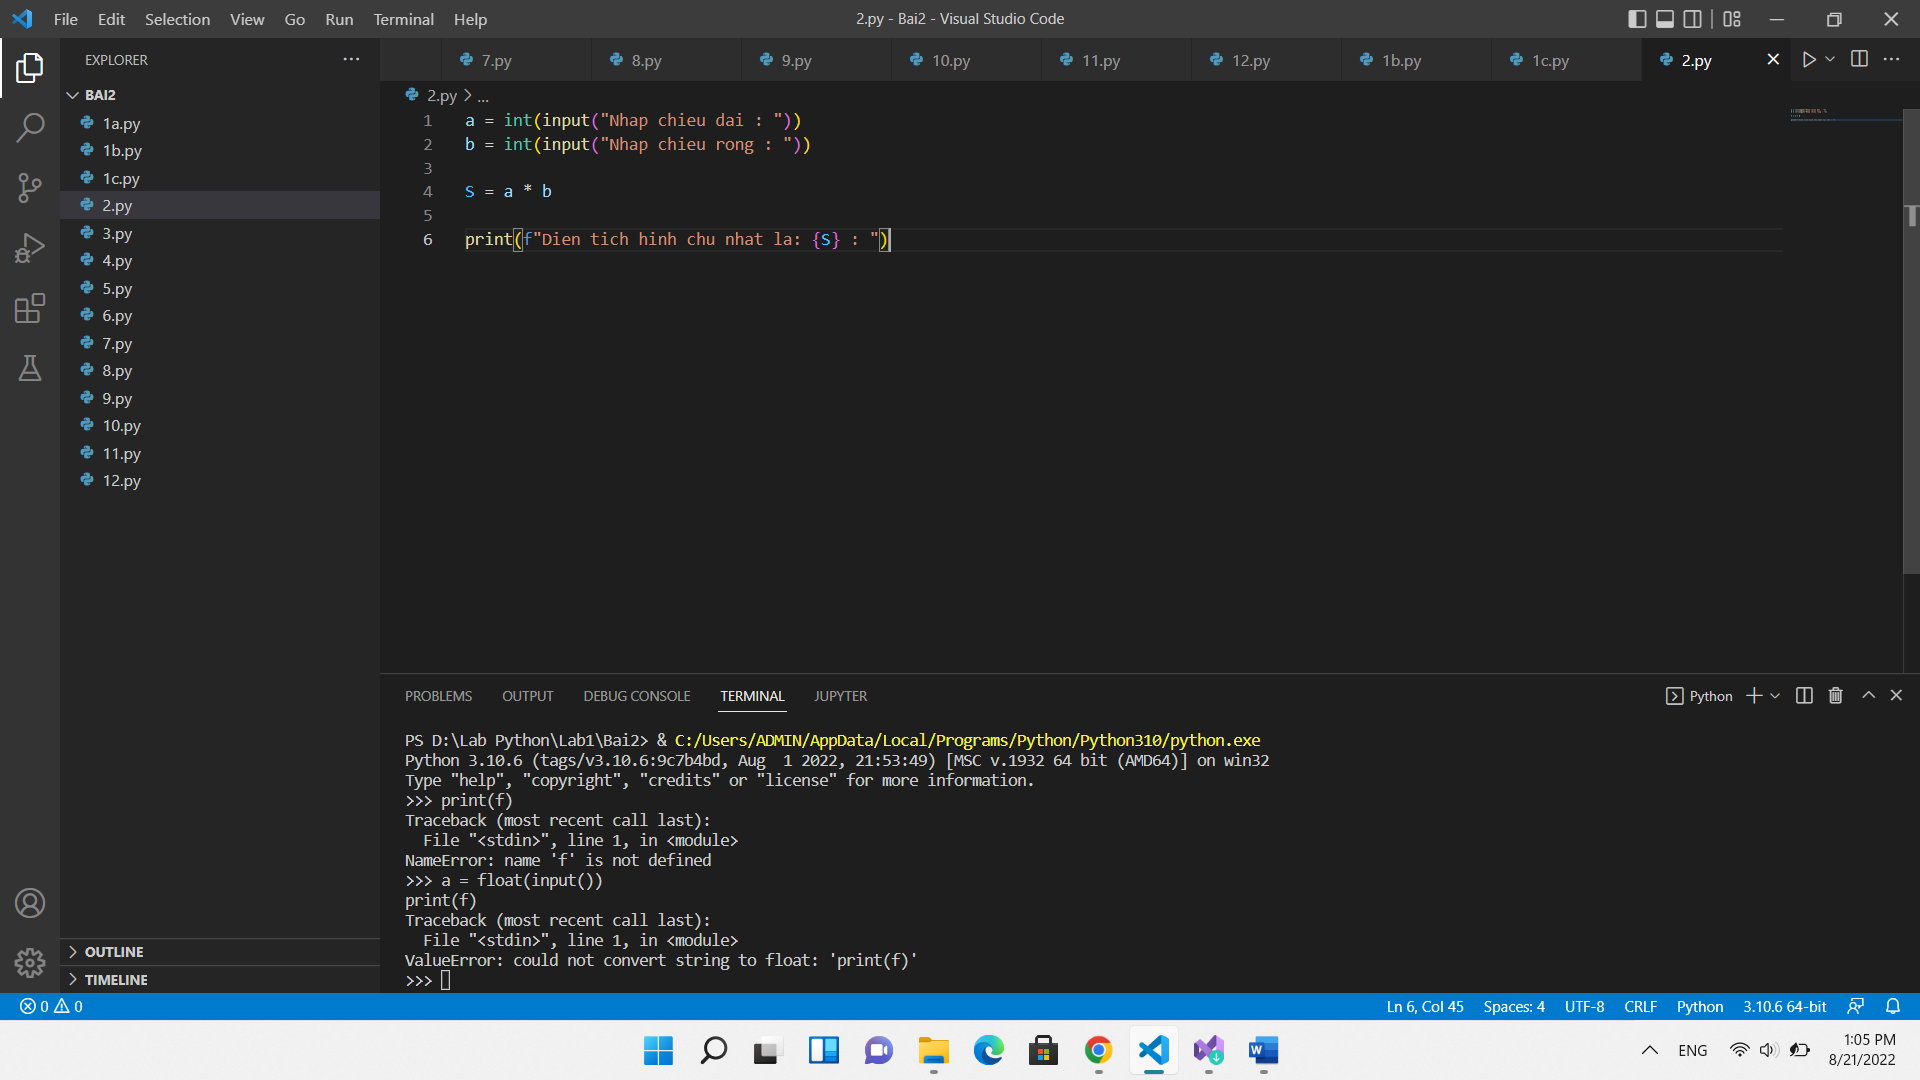 File Edit Selection View Go Run Terminal Help
2.py - Bai2 - Visual Studio Code
EXPLORER
BAI2
1a.py
1b.py
1c.py
2.py
3.py
4.py
5.py
6.py
7.py
8.py
9.py
10.py
11.py
12.py
OUTLINE
TIMELINE
7.py 8.py 9.py 10.py 11.py 12.py 1b.py 1c.py 2.py
2.py > ...
1 a = int(input("Nhap chieu dai : "))
2 b = int(input("Nhap chieu rong : "))
3
4 S = a * b
5
6 print(f"Dien tich hinh chu nhat la: {S} : ")
PROBLEMS OUTPUT DEBUG CONSOLE TERMINAL JUPYTER
Python
PS D:\Lab Python\Lab1\Bai2> & C:/Users/ADMIN/AppData/Local/Programs/Python/Python310/python.exe
Python 3.10.6 (tags/v3.10.6:9c7b4bd, Aug  1 2022, 21:53:49) [MSC v.1932 64 bit (AMD64)] on win32
Type "help", "copyright", "credits" or "license" for more information.
>>> print(f)
Traceback (most recent call last):
  File "<stdin>", line 1, in <module>
NameError: name 'f' is not defined
>>> a = float(input())
print(f)
Traceback (most recent call last):
  File "<stdin>", line 1, in <module>
ValueError: could not convert string to float: 'print(f)'
>>>
0 0
Ln 6, Col 45 Spaces: 4 UTF-8 CRLF Python 3.10.6 64-bit
ENG
1:05 PM
8/21/2022